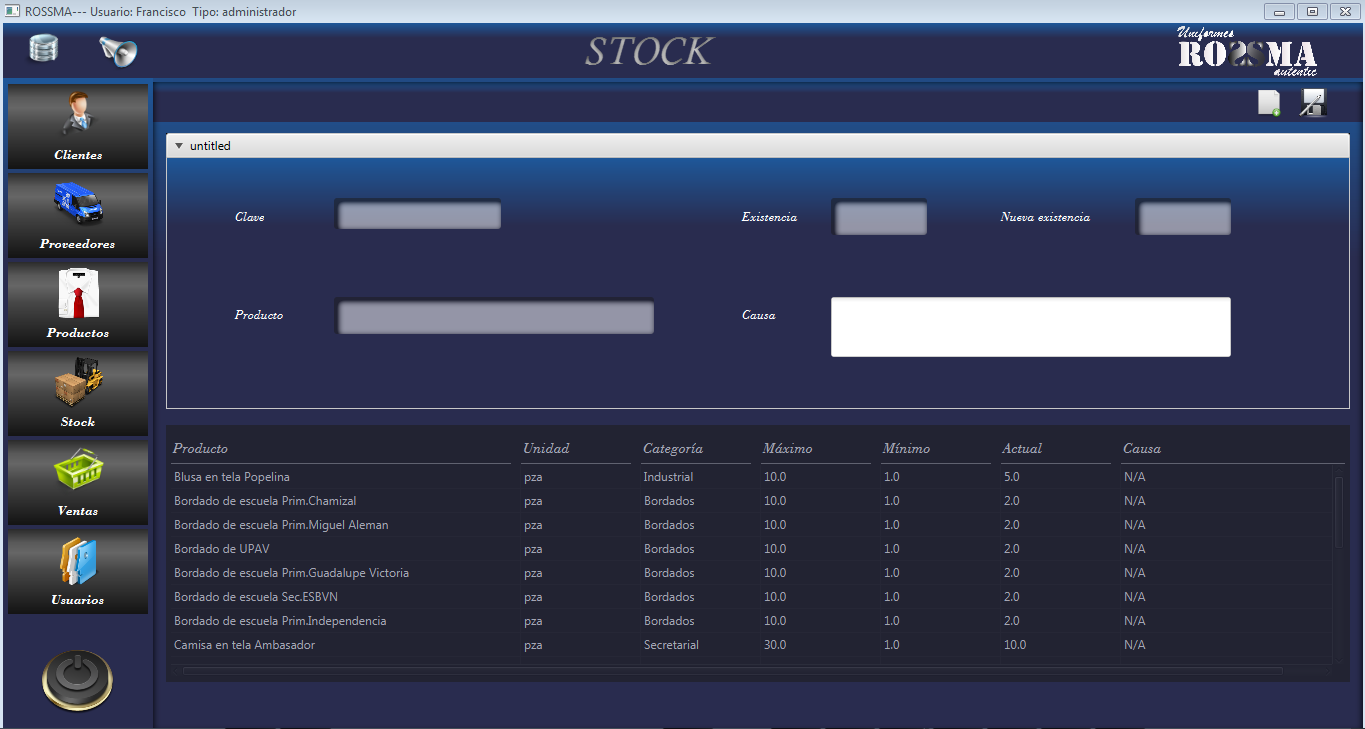 ROSSMA--- Usuario: Francisco Tipo: administrador
STOCK
Uniformes
ROSSMA
autentic
Clientes
Proveedores
Productos
Stock
Ventas
Usuarios
untitled
Clave Existencia Nueva existencia
Producto Causa
Producto Unidad Categoría Máximo Mínimo Actual Causa
Blusa en tela Popelina pza Industrial 10.0 1.0 5.0 N/A
Bordado de escuela Prim.Chamizal pza Bordados 10.0 1.0 2.0 N/A
Bordado de escuela Prim.Miguel Aleman pza Bordados 10.0 1.0 2.0 N/A
Bordado de UPAV pza Bordados 10.0 1.0 2.0 N/A
Bordado de escuela Prim.Guadalupe Victoria pza Bordados 10.0 1.0 2.0 N/A
Bordado de escuela Sec.ESBVN pza Bordados 10.0 1.0 2.0 N/A
Bordado de escuela Prim.Independencia pza Bordados 10.0 1.0 2.0 N/A
Camisa en tela Ambasador pza Secretarial 30.0 1.0 10.0 N/A